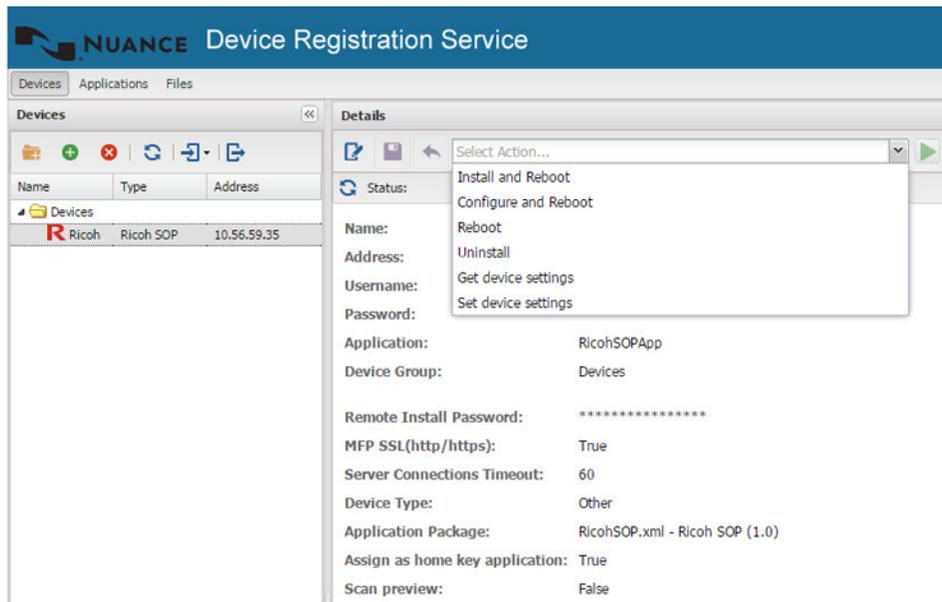 NUANCE Device Registration Service
Devices Applications Files
Devices
Details
Select Action...
Install and Reboot
Configure and Reboot
Reboot
Uninstall
Get device settings
Set device settings
Name Type Address
Devices
R Ricoh Ricoh SOP 10.56.59.35
Status:
Name:
Address:
Username:
Password:
Application: RicohSOPApp
Device Group: Devices
Remote Install Password: ****************
MFP SSL(http/https): True
Server Connections Timeout: 60
Device Type: Other
Application Package: RicohSOP.xml - Ricoh SOP (1.0)
Assign as home key application: True
Scan preview: False